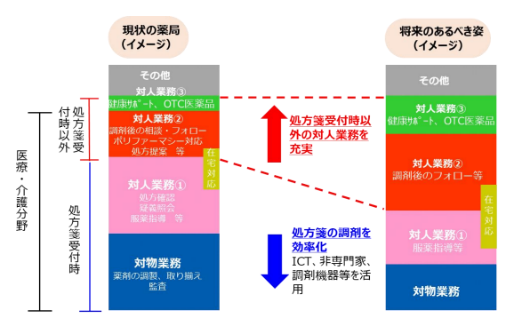 現状の薬局
（イメージ）
将来のあるべき姿
（イメージ）
その他
対人業務③
健康サポート、OTC医薬品
対人業務②
調剤後の相談・フォロー
ポリファーマシー対応
処方提案　等
在宅対応
対人業務①
処方確認
疑義照会
服薬指導　等
対物業務
薬剤の調製、取り揃え
監査
医療・介護分野
処方箋受付時以外
処方箋受付時
処方箋受付時以
外の対人業務を
充実
処方箋の調剤を
効率化
ICT、非専門家、
調剤機器等を活
用
その他
対人業務③
健康サポート、OTC医薬品
対人業務②
調剤後のフォロー等
在宅対応
対人業務①
服薬指導等
対物業務